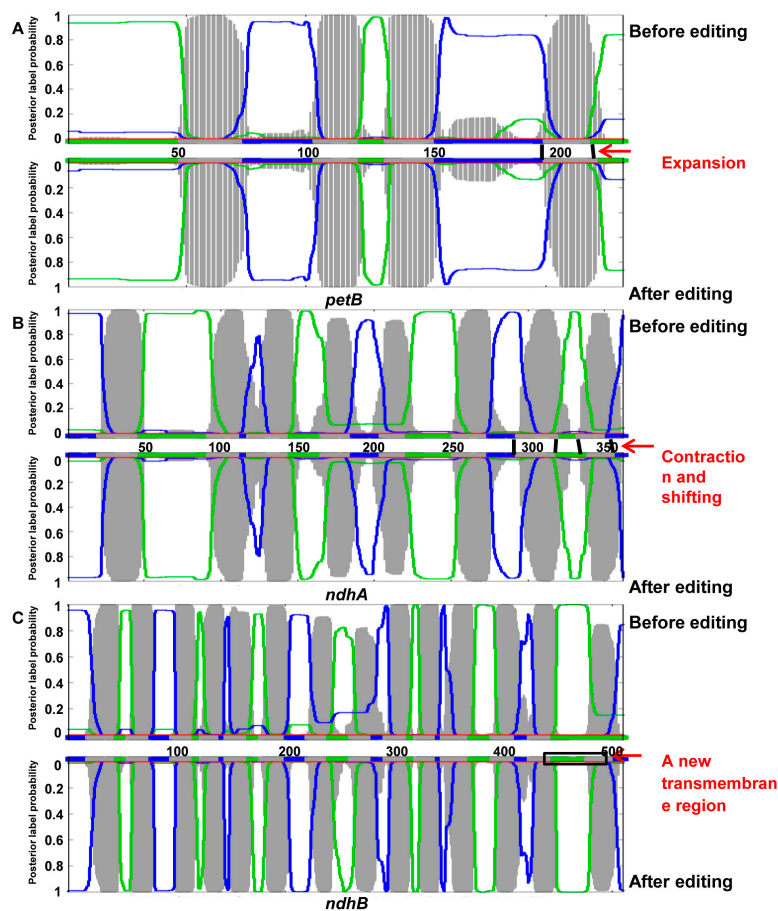 A
Before editing
Posterior label probability
1
0.8
0.6
0.4
0.2
0
50 100 150 200
Expansion
Posterior label probability
0
0.2
0.4
0.6
0.8
1
petB
After editing
B
Before editing
Posterior label probability
1
0.8
0.6
0.4
0.2
0
50 100 150 200 250 300 350
Contractio
n and
shifting
Posterior label probability
0
0.2
0.4
0.6
0.8
1
ndhA
After editing
C
Before editing
Posterior label probability
1
0.8
0.6
0.4
0.2
0
100 200 300 400 500
A new
transmembran
e region
Posterior label probability
0
0.2
0.4
0.6
0.8
1
After editing
ndhB